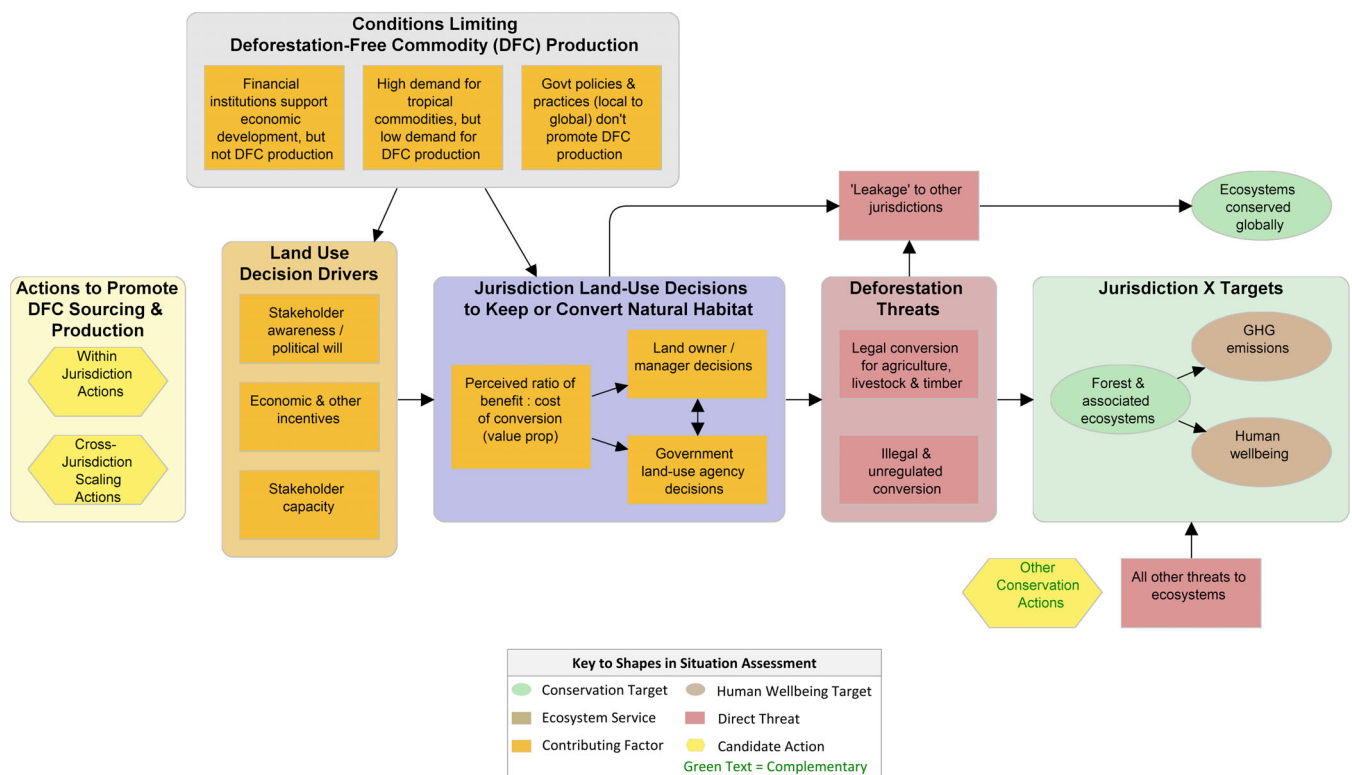 Conditions Limiting
Deforestation-Free Commodity (DFC) Production
Financial
institutions support
economic
development, but
not DFC production
High demand for
tropical
commodities, but
low demand for
DFC production
Govt policies &
practices (local to
global) don't
promote DFC
production
'Leakage' to other
jurisdictions
Ecosystems
conserved
globally
Actions to Promote
DFC Sourcing &
Production
Within
Jurisdiction
Actions
Cross-
Jurisdiction
Scaling
Actions
Land Use
Decision Drivers
Stakeholder
awareness /
political will
Economic & other
incentives
Stakeholder
capacity
Jurisdiction Land-Use Decisions
to Keep or Convert Natural Habitat
Perceived ratio of
benefit : cost
of conversion
(value prop)
Land owner /
manager decisions
Government
land-use agency
decisions
Deforestation
Threats
Legal conversion
for agriculture,
livestock & timber
Illegal &
unregulated
conversion
Jurisdiction X Targets
Forest &
associated
ecosystems
GHG
emissions
Human
wellbeing
Other
Conservation
Actions
All other threats to
ecosystems
Key to Shapes in Situation Assessment
Conservation Target
Human Wellbeing Target
Ecosystem Service
Direct Threat
Contributing Factor
Candidate Action
Green Text = Complementary